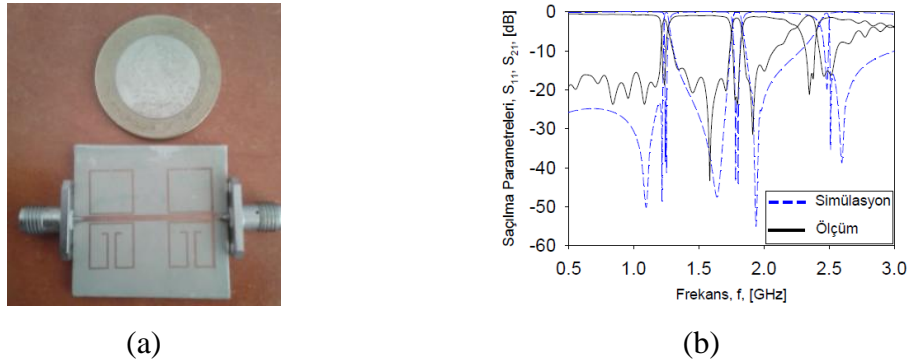 Saçılma Parametreleri, S11, S21, [dB]
0
-10
-20
-30
-40
-50
-60
Simülasyon
Ölçüm
0.5 1.0 1.5 2.0 2.5 3.0
Frekans, f, [GHz]
(a) (b)